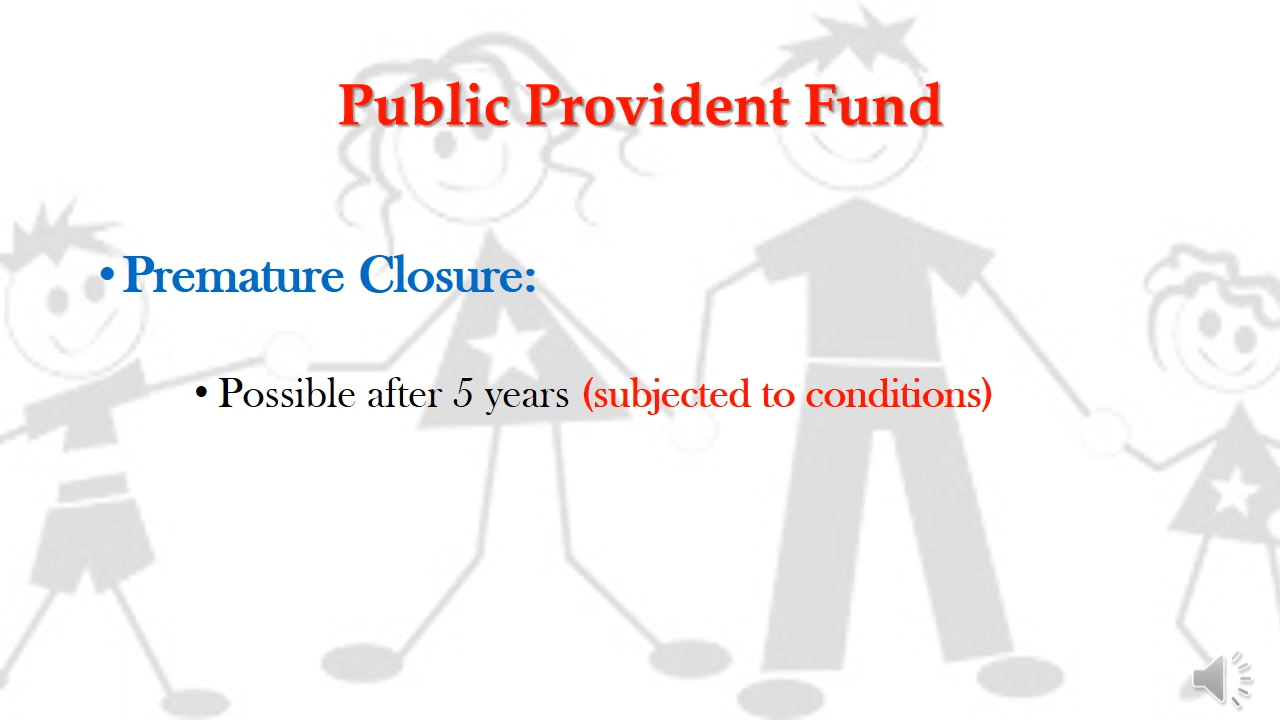 Public Provident Fund
• Premature Closure:
• Possible after 5 years (subjected to conditions)